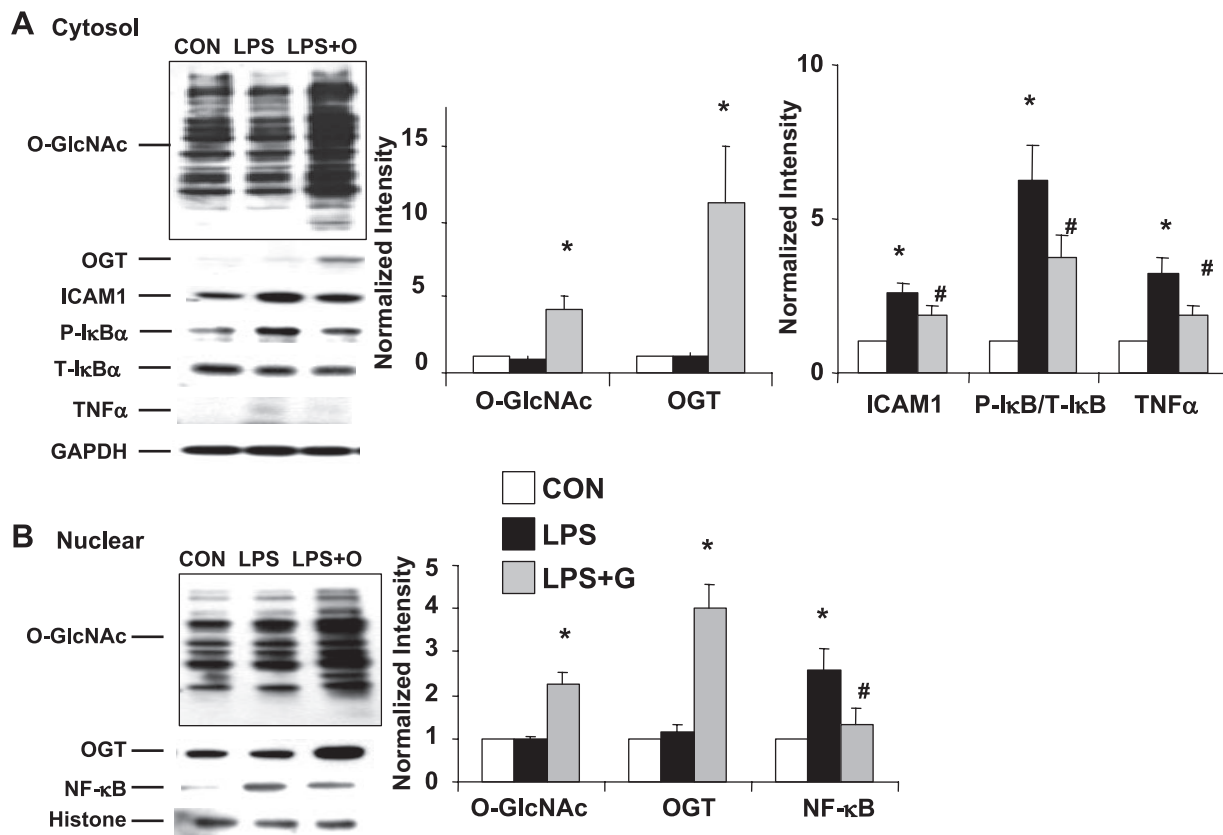 A Cytosol
CON LPS LPS+O
O-GlcNAc
OGT
ICAM1
P-IκBα
T-IκBα
TNFα
GAPDH
Normalized Intensity
15
10
5
0
* *
O-GlcNAc OGT
Normalized Intensity
10
5
0
* # * # * #
ICAM1 P-IκB/T-IκB TNFα
CON
LPS
LPS+G
B Nuclear
CON LPS LPS+O
O-GlcNAc
OGT
NF-κB
Histone
Normalized Intensity
5
4
3
2
1
0
* * * #
O-GlcNAc OGT NF-κB